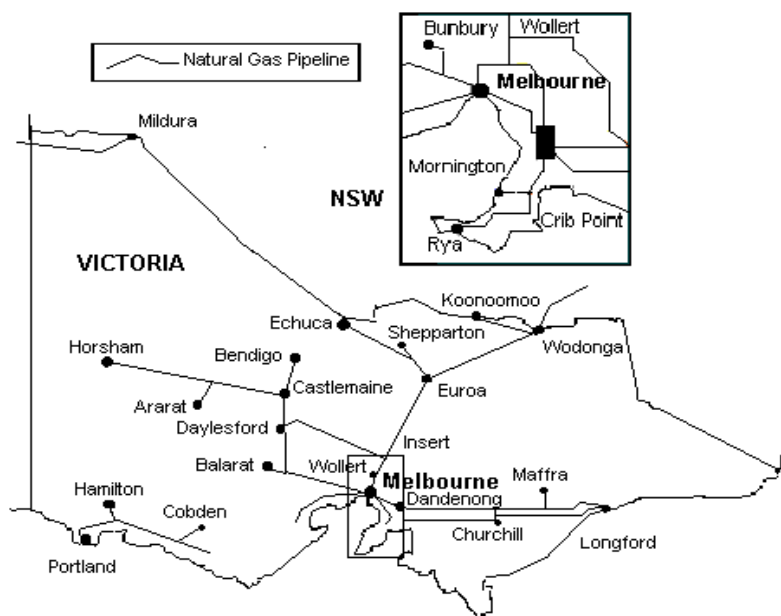 Bunbury
Wollert
Natural Gas Pipeline
Melbourne
Mildura
Mornington
NSW
Crib Point
Rya
VICTORIA
Koonoomoo
Echuca
Shepparton
Wodonga
Horsham
Bendigo
Castlemaine
Euroa
Ararat
Daylesford
Insert
Balarat
Wollert
Melbourne
Maffra
Hamilton
Dandenong
Cobden
Churchill
Longford
Portland